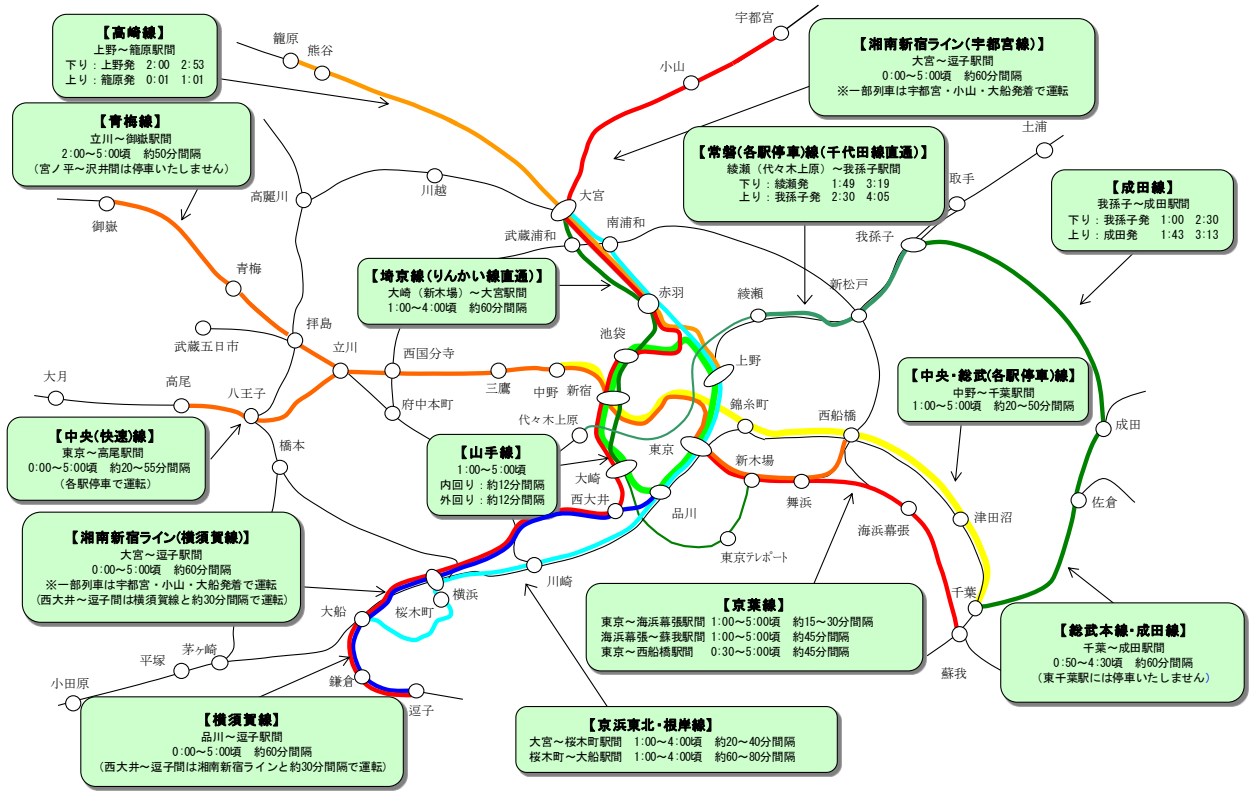 【高崎線】
上野～籠原駅間
下り：上野発 2:00 2:53
上り：籠原発 0:01 1:01
【青梅線】
立川～御嶽駅間
2:00～5:00頃 約50分間隔
(宮ノ平～沢井間は停車いたしません)
【湘南新宿ライン(宇都宮線)】
大宮～逗子駅間
0:00～5:00頃 約60分間隔
※一部列車は宇都宮・小山・大船発着で運転
【常磐(各駅停車)線(千代田線直通)】
綾瀬（代々木上原）～我孫子駅間
下り：綾瀬発 1:49 3:19
上り：我孫子発 2:30 4:05
【成田線】
我孫子～成田駅間
下り：我孫子発 1:00 2:30
上り：成田発 1:43 3:13
【埼京線(りんかい線直通)】
大崎（新木場）～大宮駅間
1:00～4:00頃 約60分間隔
【中央・総武(各駅停車)線】
中野～千葉駅間
1:00～5:00頃 約20～50分間隔
【中央(快速)線】
東京～高尾駅間
0:00～5:00頃 約20～55分間隔
(各駅停車で運転)
【山手線】
1:00～5:00頃
内回り：約12分間隔
外回り：約12分間隔
【湘南新宿ライン(横須賀線)】
大宮～逗子駅間
0:00～5:00頃 約60分間隔
※一部列車は宇都宮・小山・大船発着で運転
(西大井～逗子間は横須賀線と約30分間隔で運転)
【京葉線】
東京～海浜幕張駅間 1:00～5:00頃 約15～30分間隔
海浜幕張～蘇我駅間 1:00～5:00頃 約45分間隔
東京～西船橋駅間 0:30～5:00頃 約45分間隔
【総武本線・成田線】
千葉～成田駅間
0:50～4:30頃 約60分間隔
(東千葉駅には停車いたしません)
【横須賀線】
品川～逗子駅間
0:00～5:00頃 約60分間隔
(西大井～逗子間は湘南新宿ラインと約30分間隔で運転)
【京浜東北・根岸線】
大宮～桜木町駅間 1:00～4:00頃 約20～40分間隔
桜木町～大船駅間 1:00～4:00頃 約60～80分間隔
宇都宮
籠原
熊谷
小山
土浦
取手
川越
高麗川
大宮
南浦和
武蔵浦和
我孫子
御嶽
青梅
赤羽
綾瀬
新松戸
拝島
武蔵五日市
立川
西国分寺
池袋
上野
三鷹
中野
新宿
大月
高尾
八王子
府中本町
代々木上原
錦糸町
西船橋
成田
橋本
東京
新木場
大崎
西大井
舞浜
佐倉
品川
海浜幕張
津田沼
東京テレポート
川崎
横浜
桜木町
大船
千葉
蘇我
茅ヶ崎
平塚
小田原
鎌倉
逗子